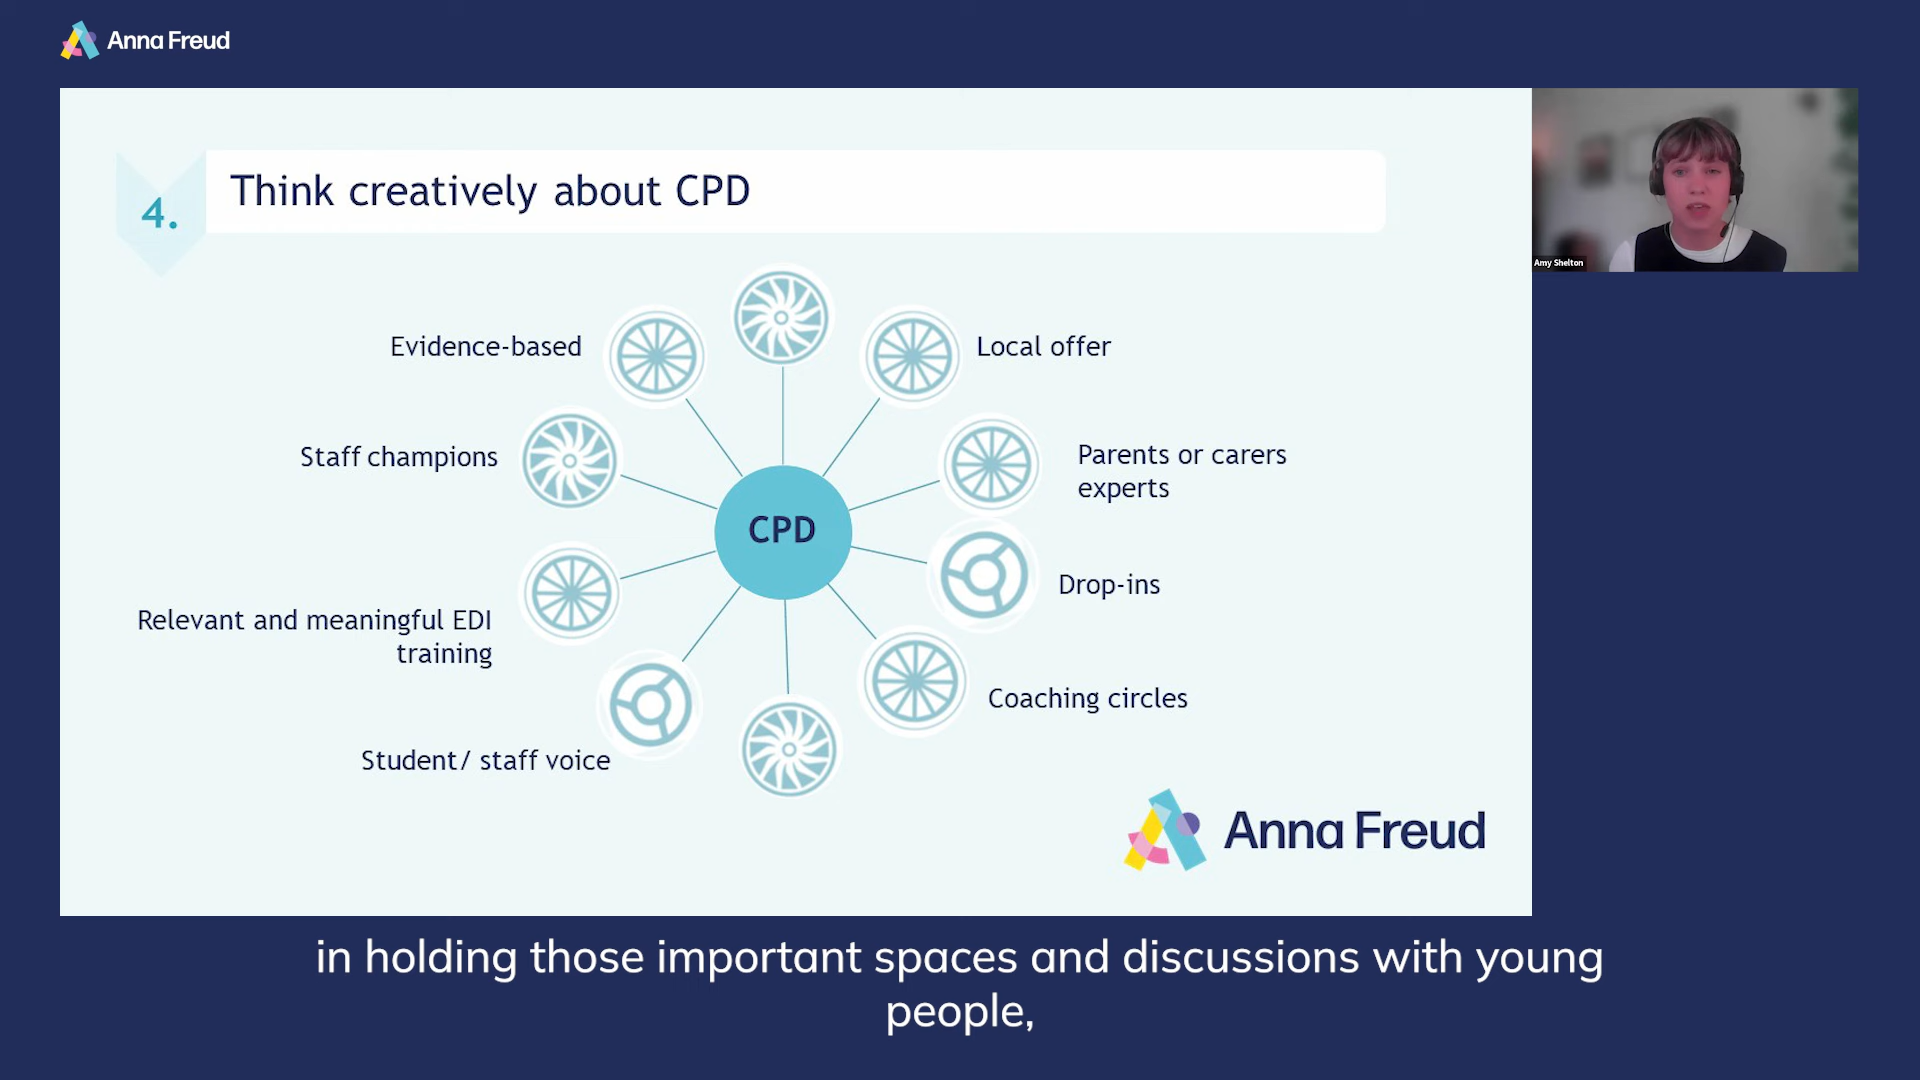 Anna Freud
4.
Think creatively about CPD
Evidence-based
Local offer
Staff champions
Parents or carers
experts
CPD
Drop-ins
Relevant and meaningful EDI
training
Coaching circles
Student/ staff voice
Anna Freud
Amy Shelton
in holding those important spaces and discussions with young
people,